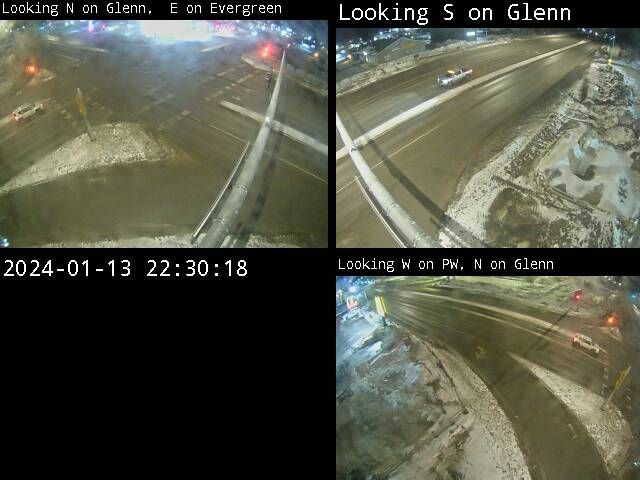 Looking N on Glenn,  E on Evergreen
Looking S on Glenn
2024-01-13 22:30:18
Looking W on PW, N on Glenn